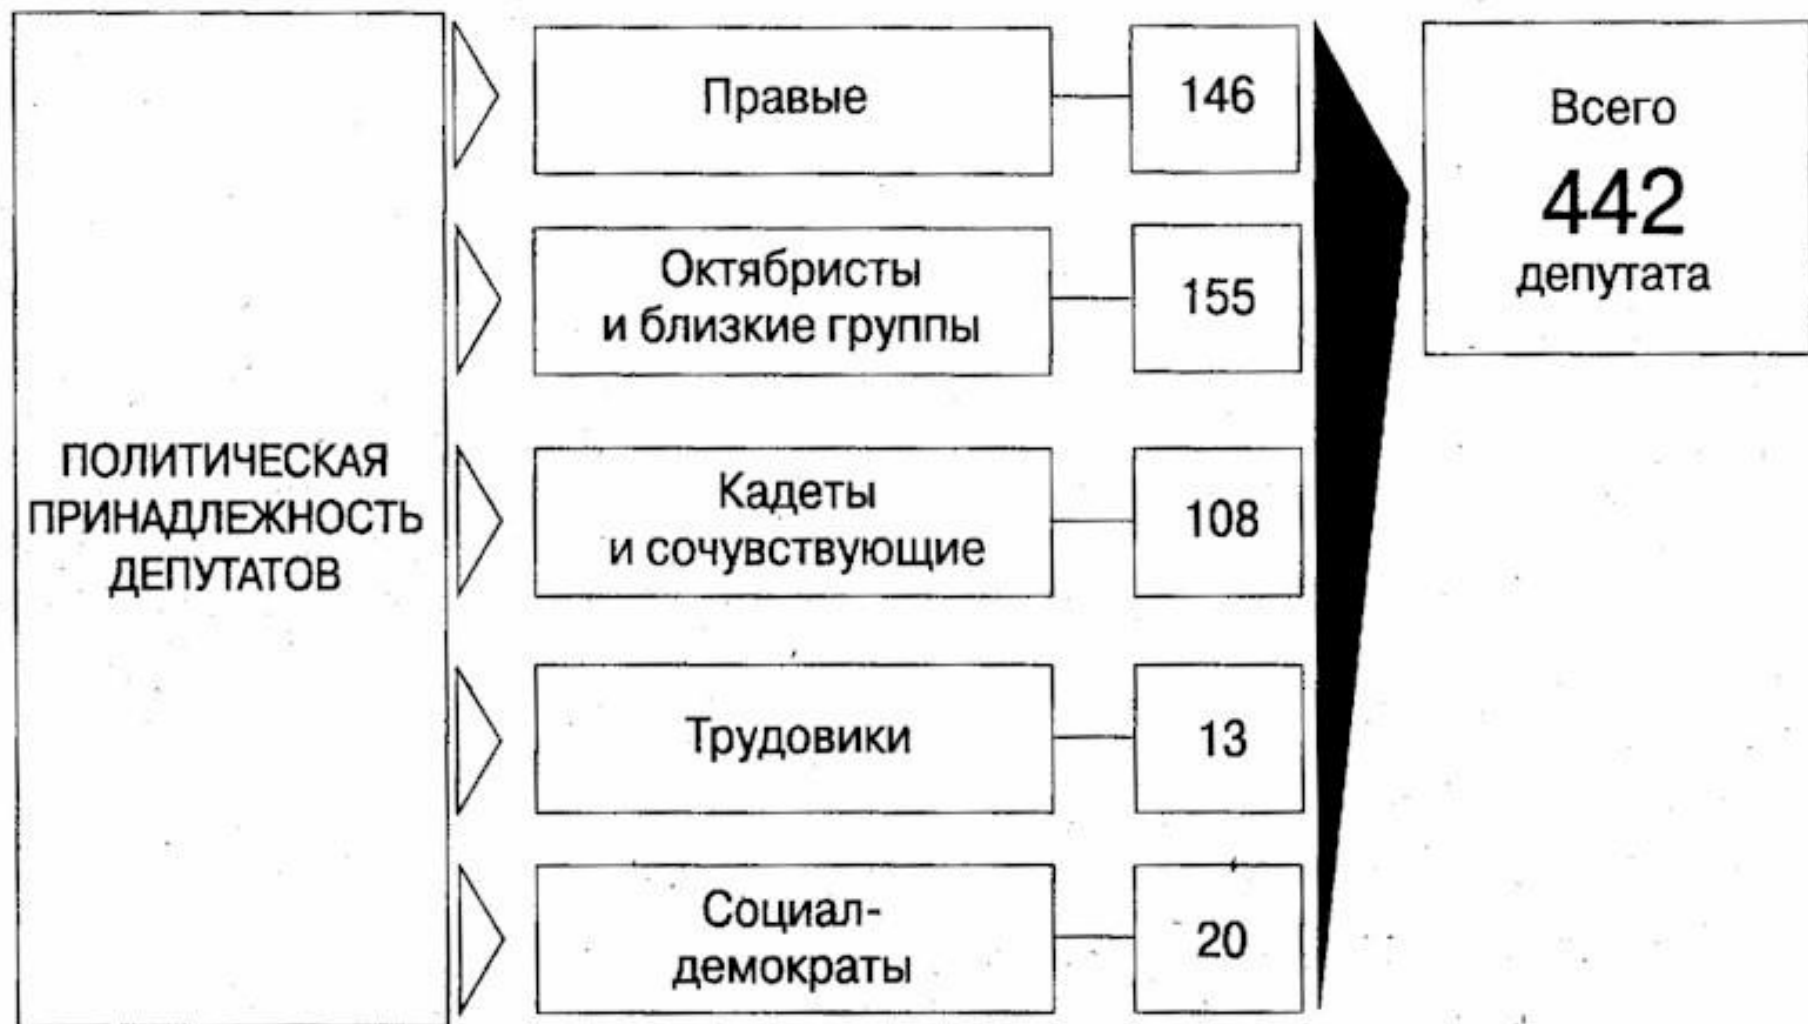 ПОЛИТИЧЕСКАЯ
ПРИНАДЛЕЖНОСТЬ
ДЕПУТАТОВ
Правые
146
Октябристы
и близкие группы
155
Кадеты
и сочувствующие
108
Трудовики
13
Социал-
демократы
20
Всего
442
депутата